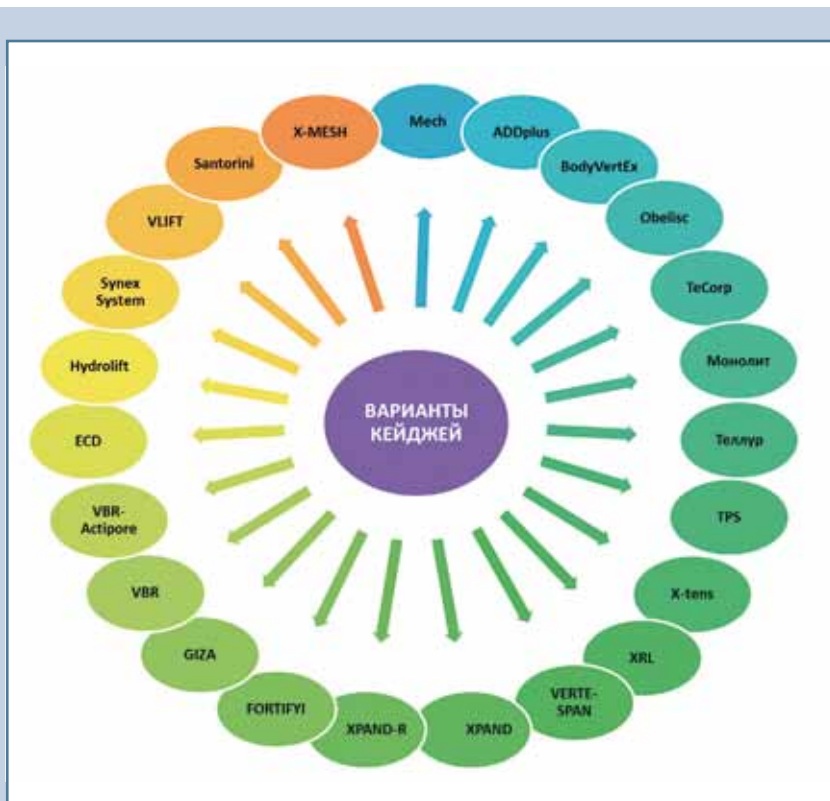 Mech
ADDplus
BodyVertEx
Obelisc
TeCorp
Монолит
Теллур
TPS
X-tens
XRL
VERTE-
SPAN
XPAND
XPAND-R
FORTIFYI
GIZA
VBR
VBR-
Actipore
ECD
Hydrolift
Synex
System
VLIFT
Santorini
X-MESH
ВАРИАНТЫ
КЕЙДЖЕЙ